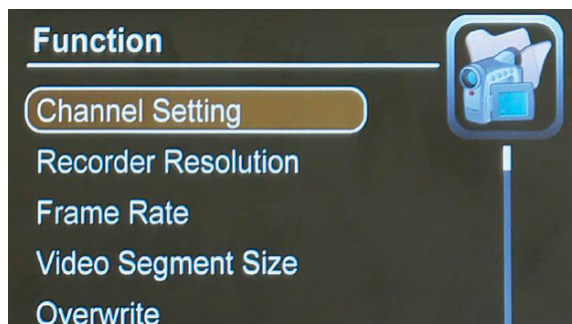 Function
Channel Setting
Recorder Resolution
Frame Rate
Video Segment Size
Overwrite